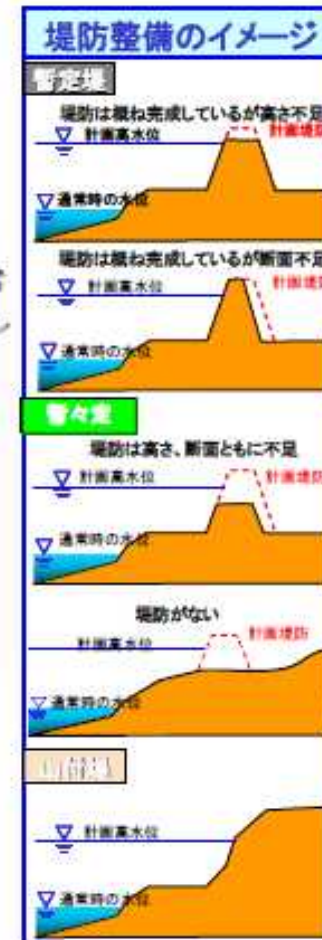 堤防整備のイメージ
暫定堤
堤防は概ね完成しているが高さ不足
計画堤防
計画高水位
通常時の水位
堤防は概ね完成しているが断面不足
計画高水位
計画堤防
通常時の水位
暫々定
堤防は高さ、断面ともに不足
計画高水位
計画堤防
通常時の水位
堤防がない
計画高水位
計画堤防
通常時の水位
計画高水位
通常時の水位